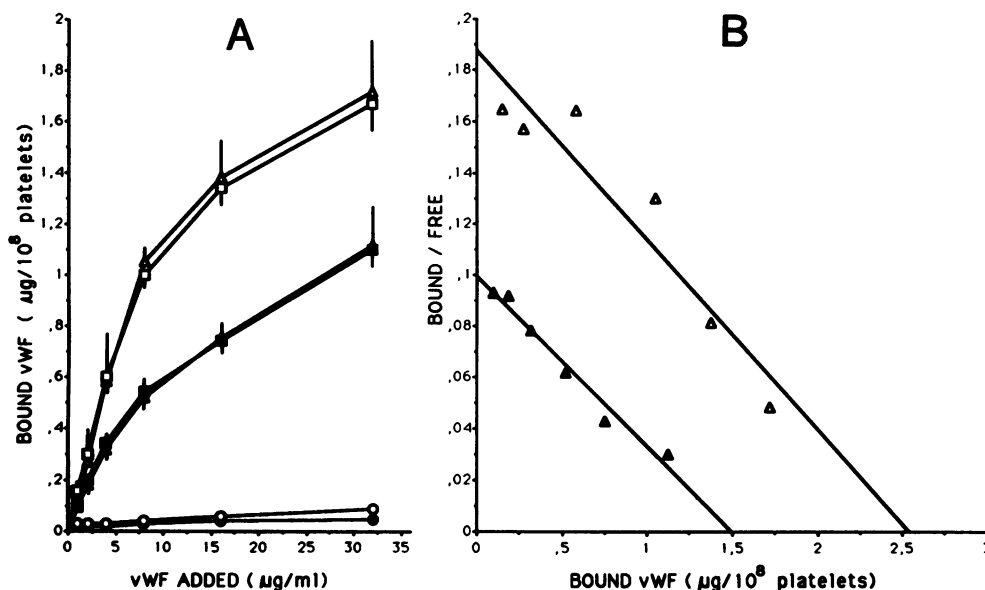 A
BOUND vWF ( µg/10⁸ platelets)
2
1,8
1,6
1,4
1,2
1
,8
,6
,4
,2
0
0 5 10 15 20 25 30 35
vWF ADDED ( µg/ml)
B
BOUND / FREE
,2
,18
,16
,14
,12
,1
,08
,06
,04
,02
0
0 ,5 1 1,5 2 2,5
BOUND vWF ( µg/10⁸ platelets)